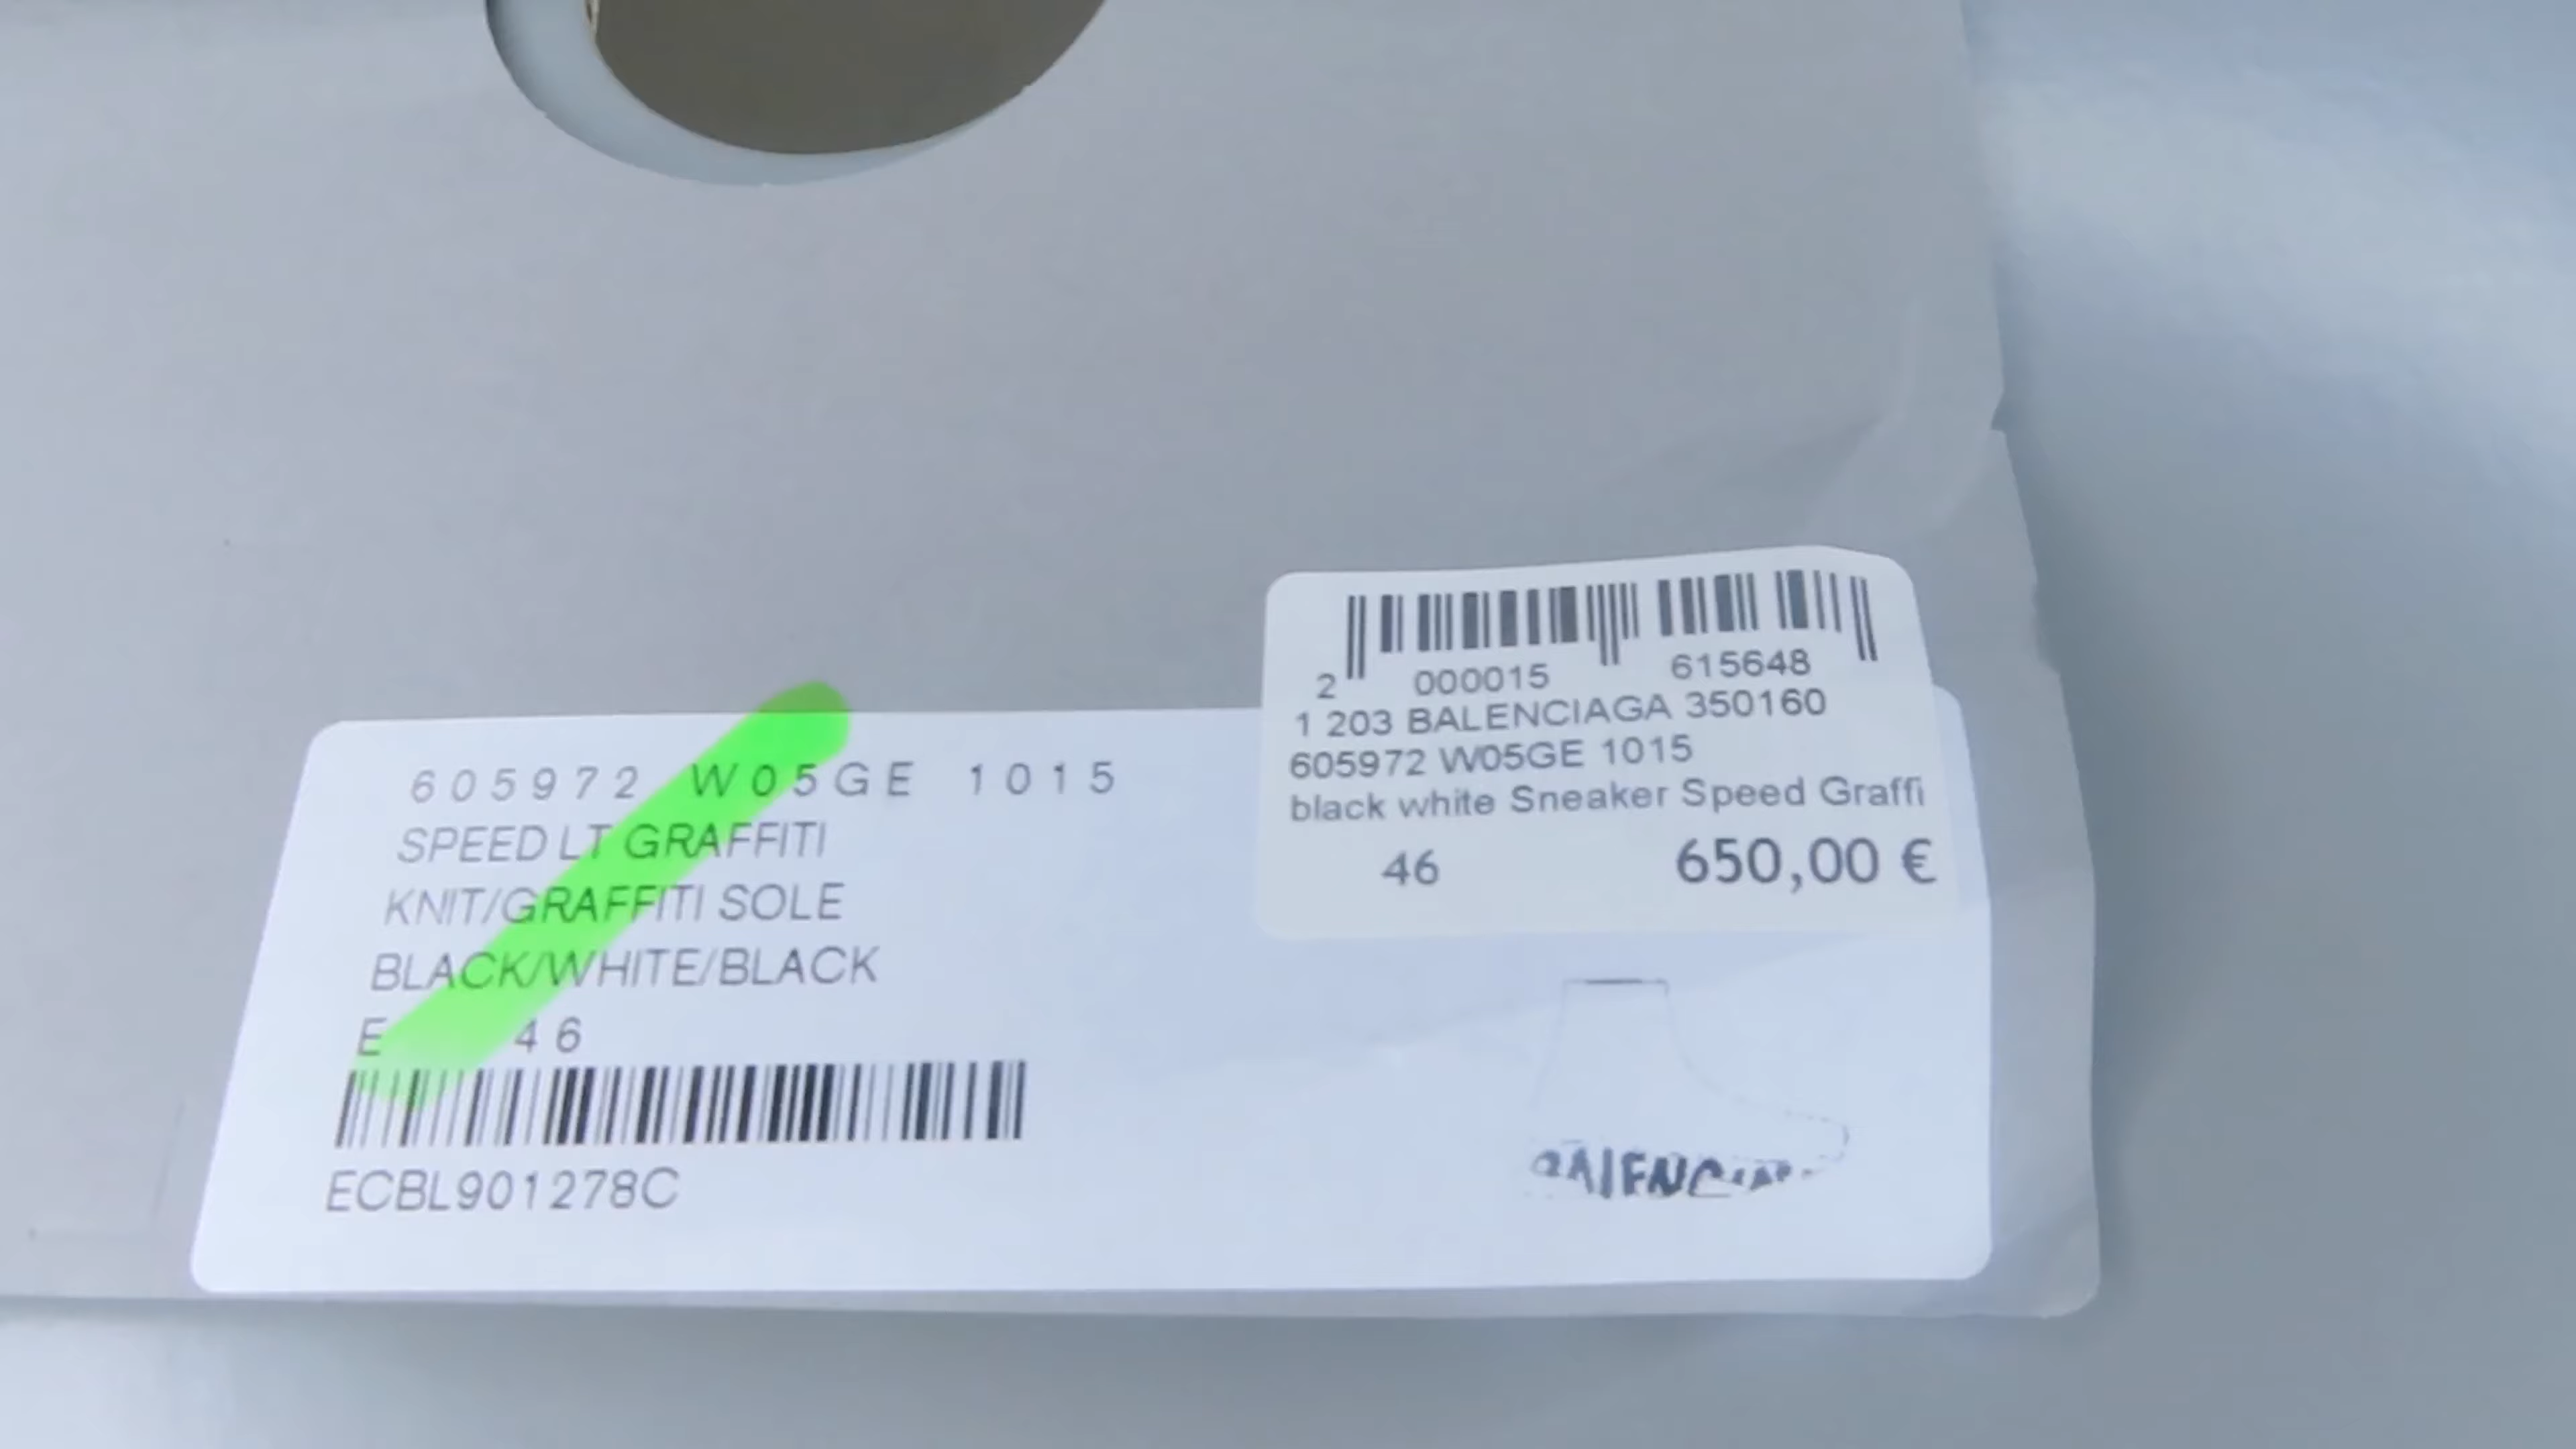 605972 W05GE 1015
SPEED LT GRAFFITI
KNIT/GRAFFITI SOLE
BLACK/WHITE/BLACK
E 46
ECBL901278C
2 000015 615648
1 203 BALENCIAGA 350160
605972 W05GE 1015
black white Sneaker Speed Graffi
46 650,00 €
BALENCIA